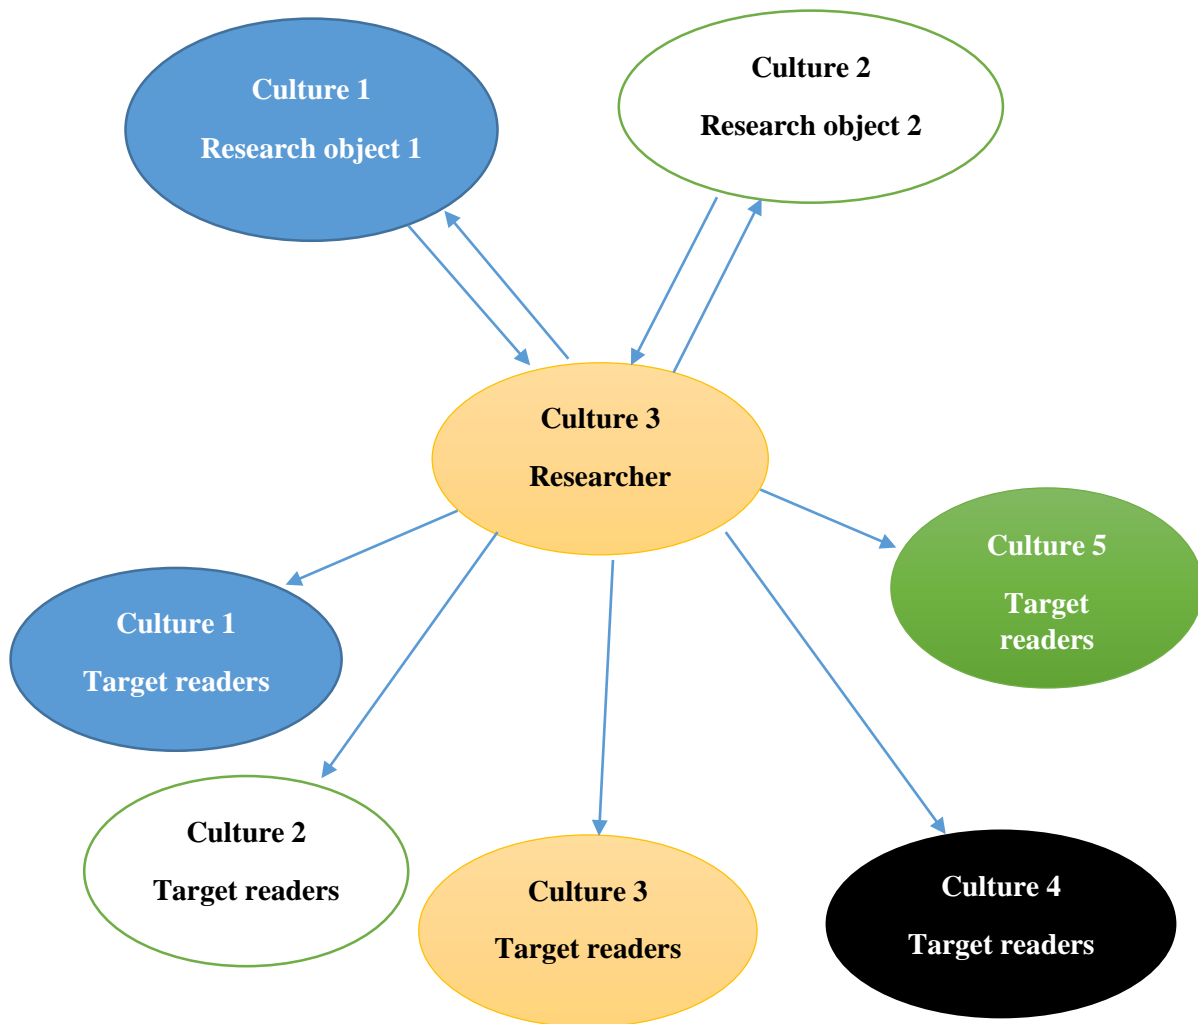 Culture 1
Research object 1
Culture 2
Research object 2
Culture 3
Researcher
Culture 5
Target
readers
Culture 1
Target readers
Culture 2
Target readers
Culture 3
Target readers
Culture 4
Target readers